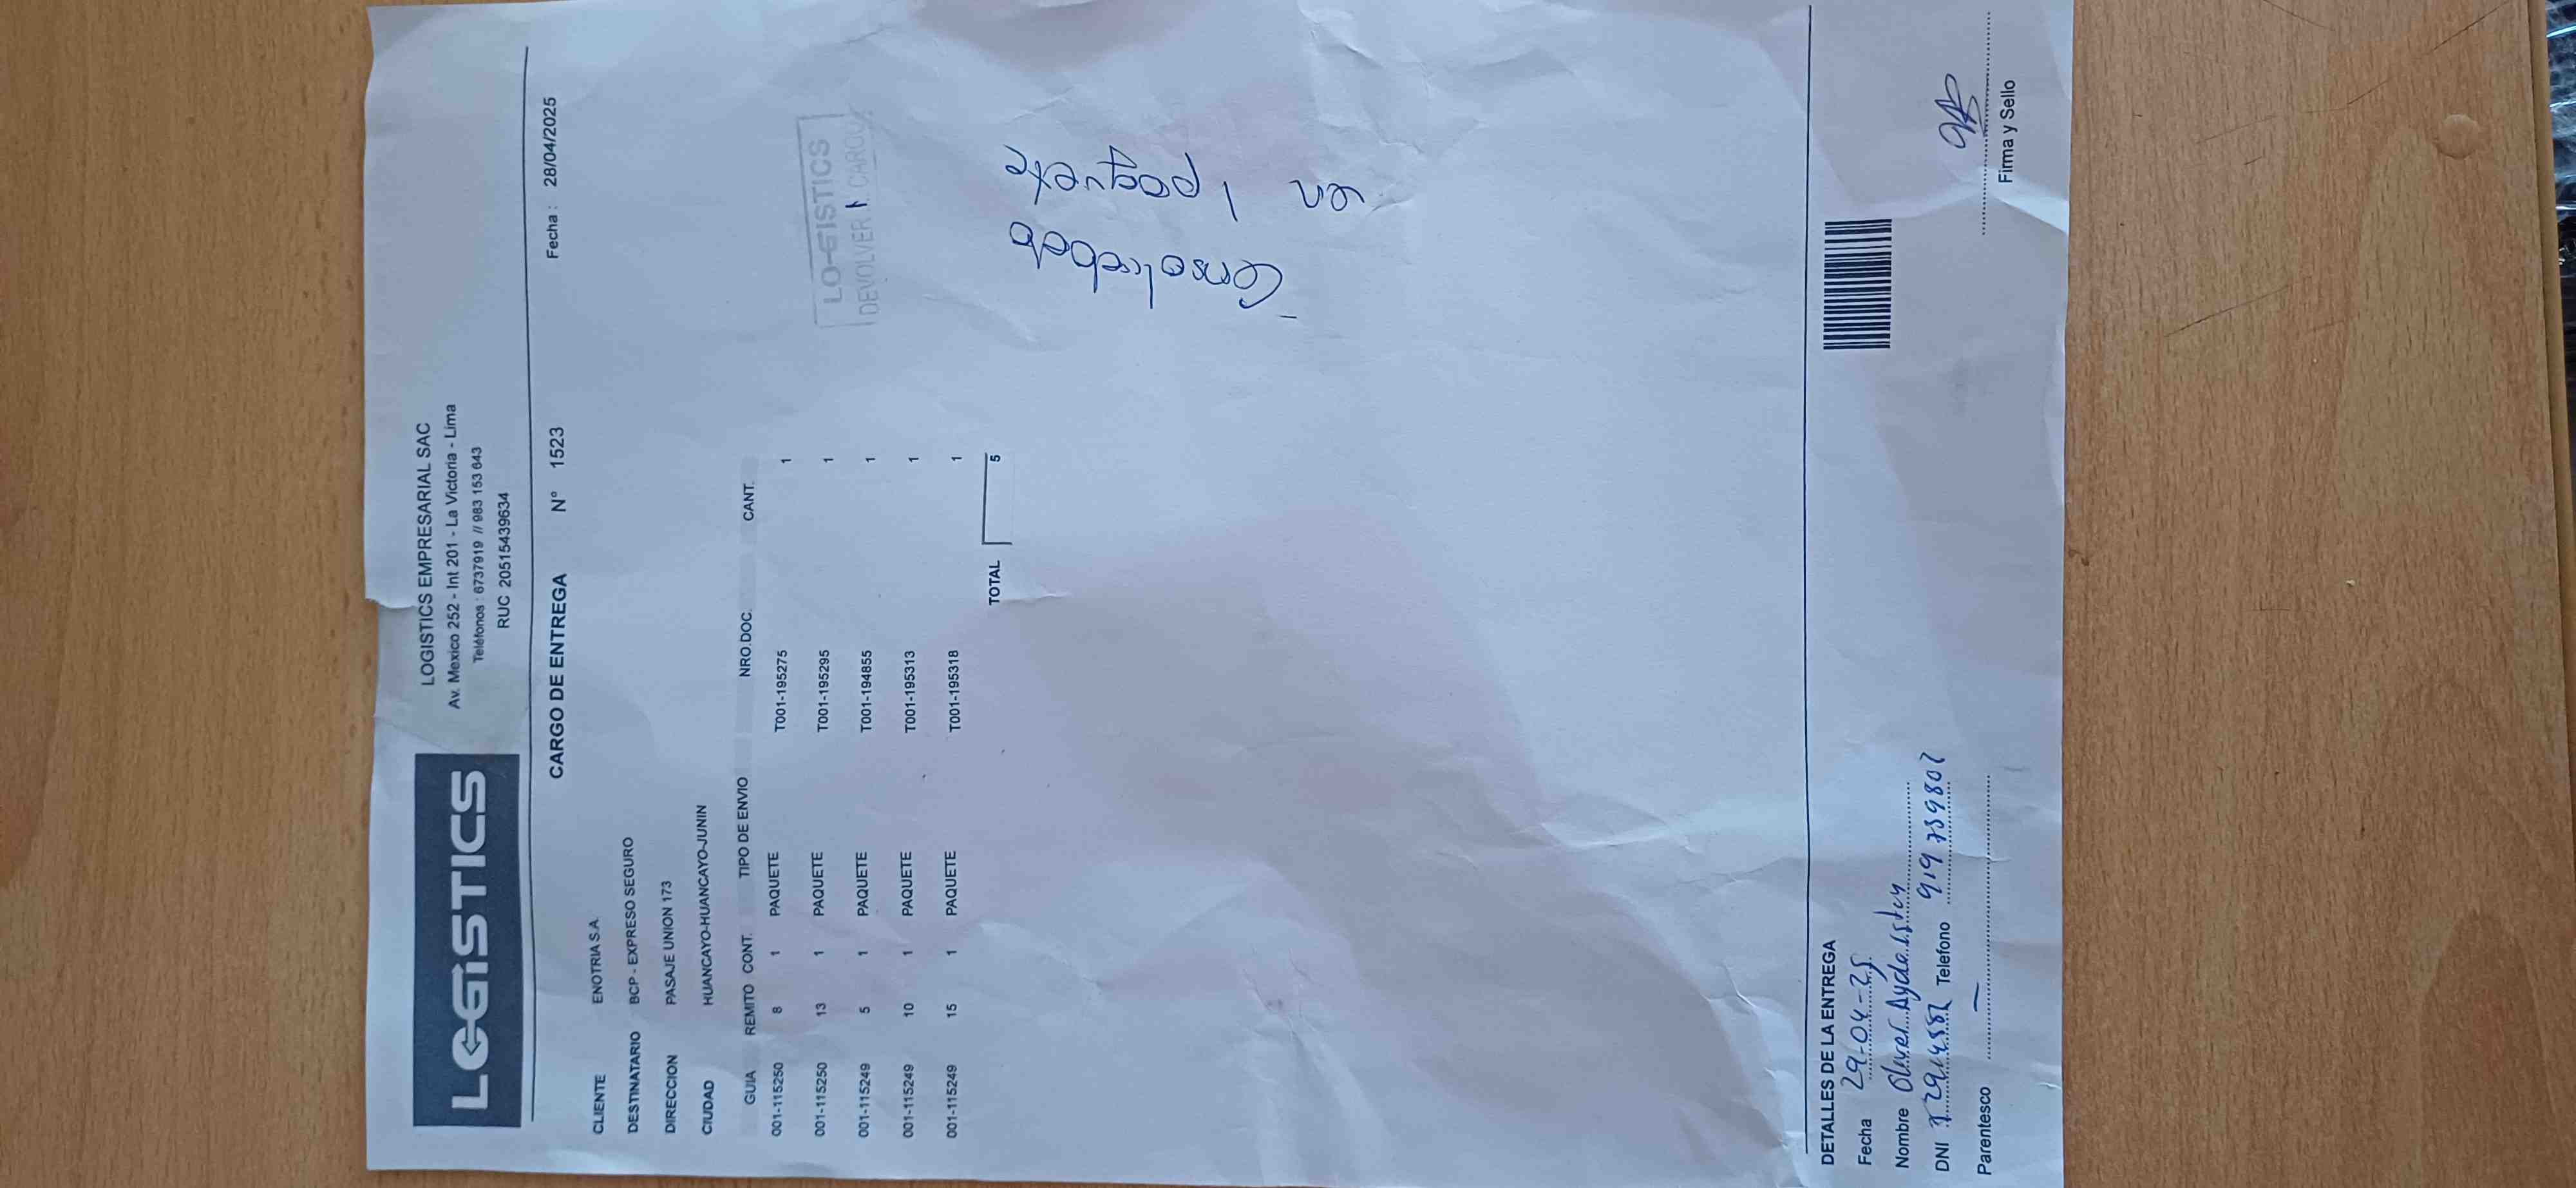 LOGISTICS
LOGISTICS EMPRESARIAL SAC
Av. Mexico 252 - Int 201 - La Victoria - Lima
Teléfonos : 6737919 // 983 153 643
RUC 20515439634
CARGO DE ENTREGA N° 1523 Fecha : 28/04/2025
CLIENTE ENOTRIA S.A.
DESTINATARIO BCP - EXPRESO SEGURO
DIRECCION PASAJE UNION 173
CIUDAD HUANCAYO-HUANCAYO-JUNIN
GUIA REMITO CONT. TIPO DE ENVIO NRO.DOC. CANT.
001-115250 8 1 PAQUETE T001-195275 1
001-115250 13 1 PAQUETE T001-195295 1
001-115249 5 1 PAQUETE T001-194855 1
001-115249 10 1 PAQUETE T001-195313 1
001-115249 15 1 PAQUETE T001-195318 1
TOTAL 5
LOGISTICS
DEVOLVER CARGO
Consolidado
en 1 paquete
DETALLES DE LA ENTREGA
Fecha 29-04-25
Nombre Oliver Ayala
DNI Telefono 919759802
Parentesco —
Firma y Sello